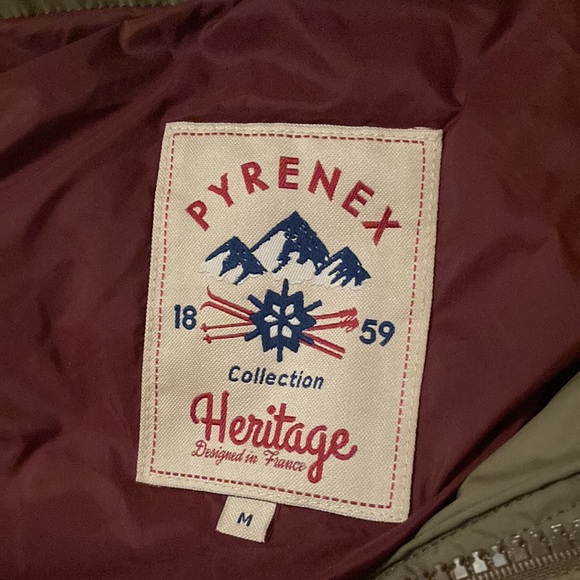 PYRENEX
18 59
Collection
Heritage
Designed in France
M